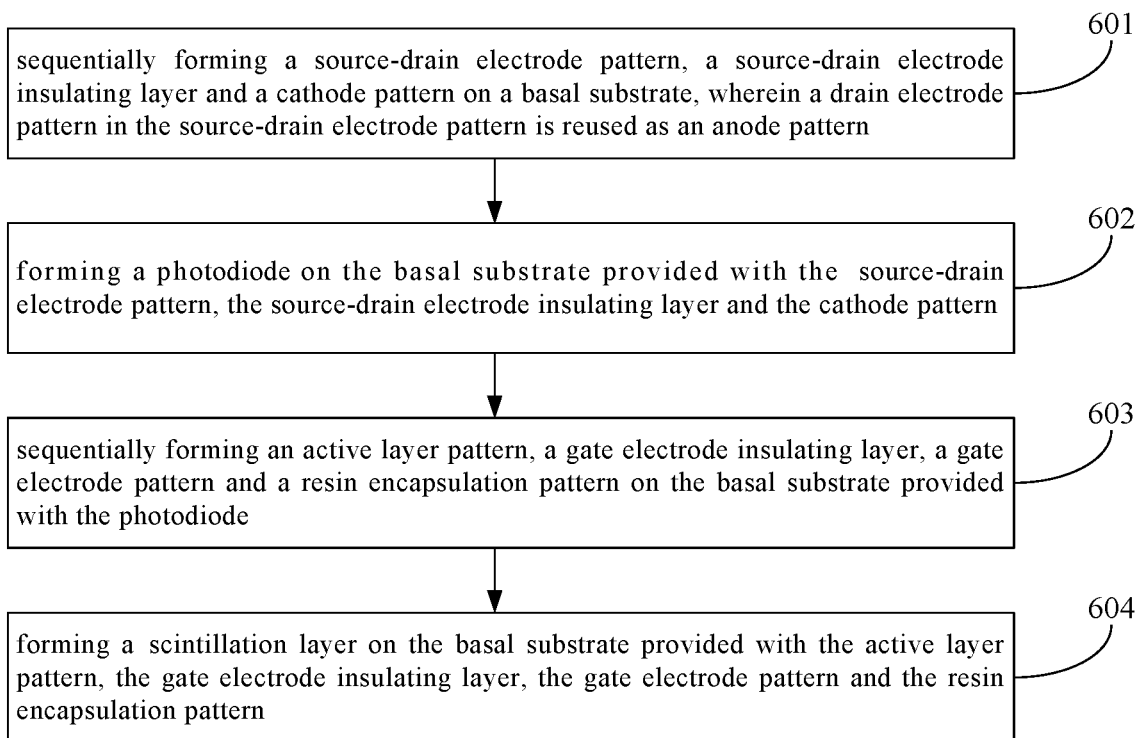 601
sequentially forming a source-drain electrode pattern, a source-drain electrode
insulating layer and a cathode pattern on a basal substrate, wherein a drain electrode
pattern in the source-drain electrode pattern is reused as an anode pattern
602
forming a photodiode on the basal substrate provided with the source-drain
electrode pattern, the source-drain electrode insulating layer and the cathode pattern
603
sequentially forming an active layer pattern, a gate electrode insulating layer, a gate
electrode pattern and a resin encapsulation pattern on the basal substrate provided
with the photodiode
604
forming a scintillation layer on the basal substrate provided with the active layer
pattern, the gate electrode insulating layer, the gate electrode pattern and the resin
encapsulation pattern